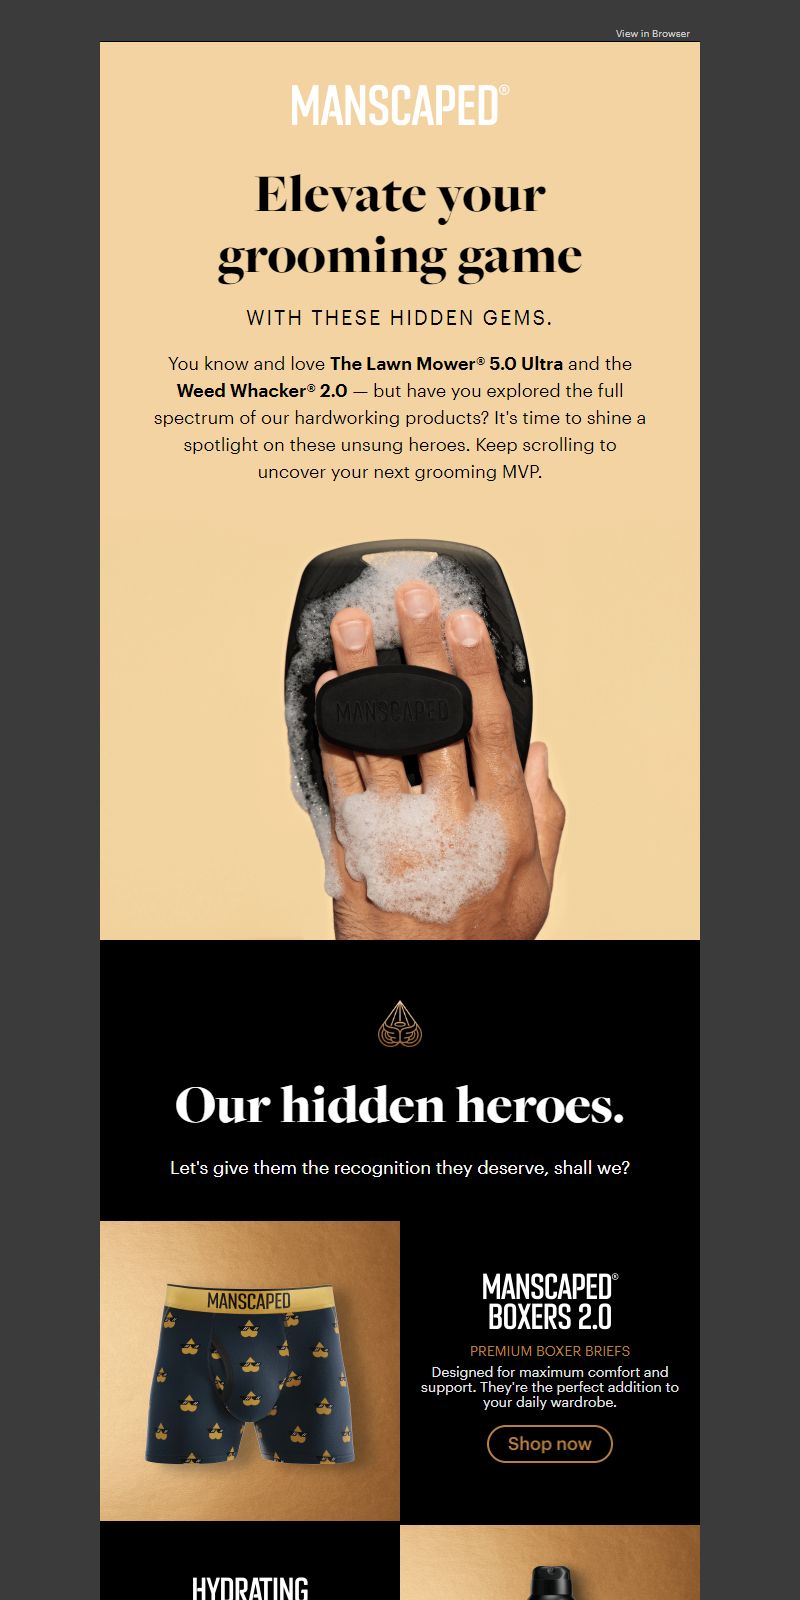 View in Browser
MANSCAPED®
Elevate your
grooming game
WITH THESE HIDDEN GEMS.
You know and love The Lawn Mower® 5.0 Ultra and the
Weed Whacker® 2.0 — but have you explored the full
spectrum of our hardworking products? It's time to shine a
spotlight on these unsung heroes. Keep scrolling to
uncover your next grooming MVP.
MANSCAPED
Our hidden heroes.
Let's give them the recognition they deserve, shall we?
MANSCAPED
MANSCAPED®
BOXERS 2.0
PREMIUM BOXER BRIEFS
Designed for maximum comfort and
support. They're the perfect addition to
your daily wardrobe.
Shop now
HYDRATING